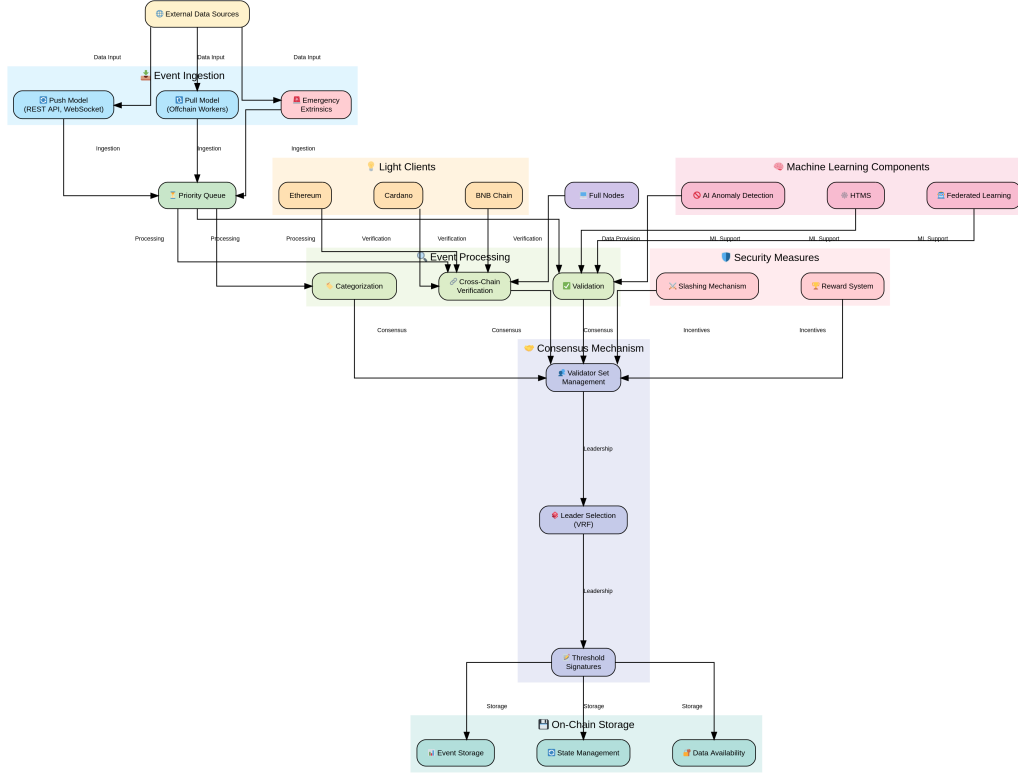 External Data Sources
Data Input
Data Input
Data Input
Event Ingestion
Push Model
(REST API, WebSocket)
Pull Model
(Offchain Workers)
Emergency
Extrinsics
Ingestion
Ingestion
Ingestion
Light Clients
Machine Learning Components
Priority Queue
Ethereum
Cardano
BNB Chain
Full Nodes
AI Anomaly Detection
HTMS
Federated Learning
Processing
Processing
Processing
Verification
Verification
Verification
Data Provision
ML Support
ML Support
ML Support
Event Processing
Security Measures
Categorization
Cross-Chain
Verification
Validation
Slashing Mechanism
Reward System
Consensus
Consensus
Consensus
Incentives
Incentives
Consensus Mechanism
Validator Set
Management
Leadership
Leader Selection
(VRF)
Leadership
Threshold
Signatures
Storage
Storage
Storage
On-Chain Storage
Event Storage
State Management
Data Availability